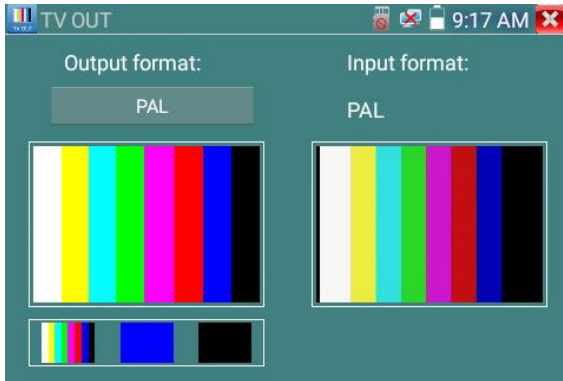 TV OUT
9:17 AM
Output format:
Input format:
PAL
PAL